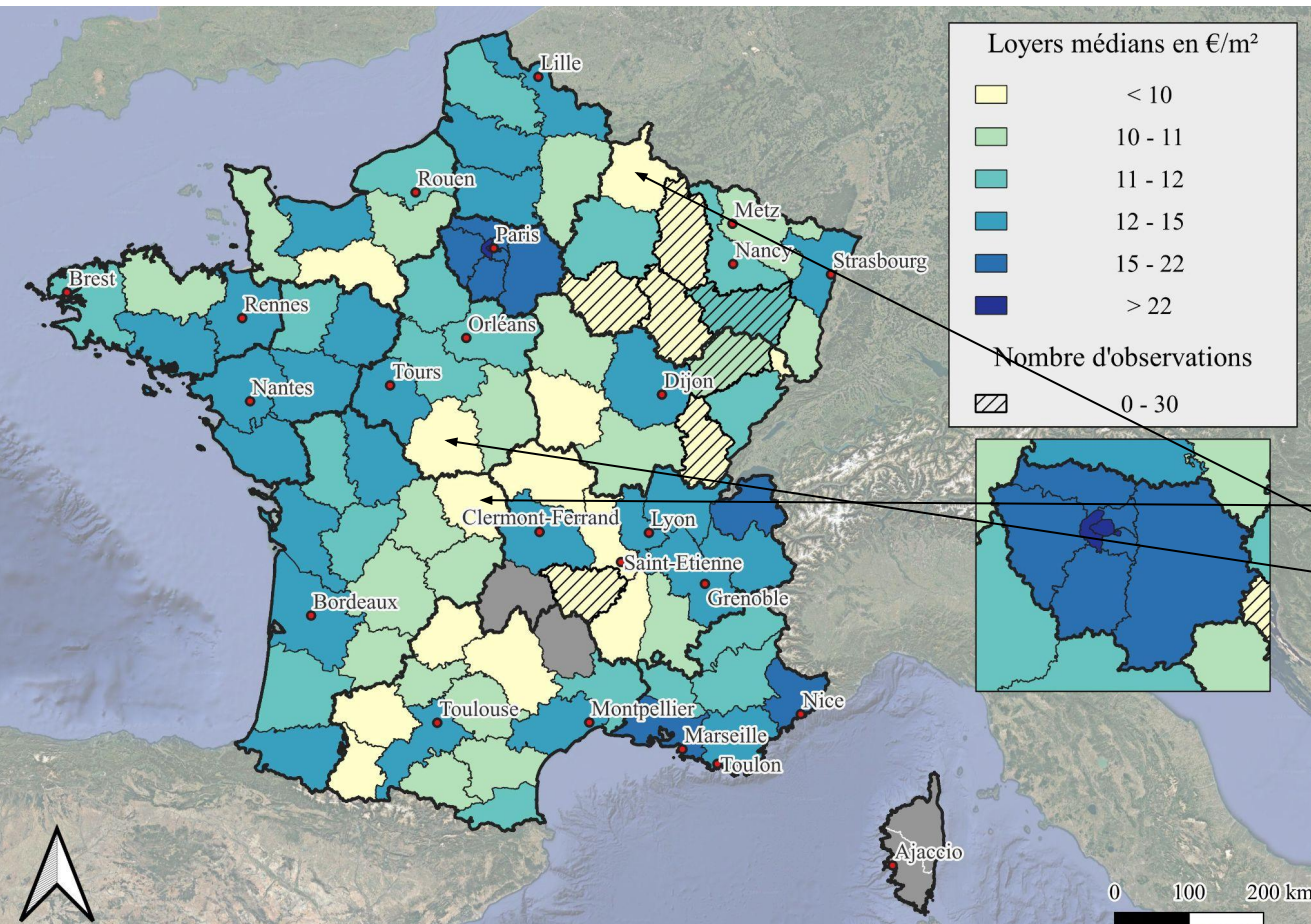 Loyers médians en €/m²
< 10
10 - 11
11 - 12
12 - 15
15 - 22
> 22
Nombre d'observations
0 - 30
Lille
Rouen
Metz
Paris
Nancy
Strasbourg
Brest
Rennes
Orléans
Tours
Dijon
Nantes
Clermont-Ferrand
Lyon
Saint-Etienne
Grenoble
Bordeaux
Toulouse
Montpellier
Nice
Marseille
Toulon
Ajaccio
0 100 200 km